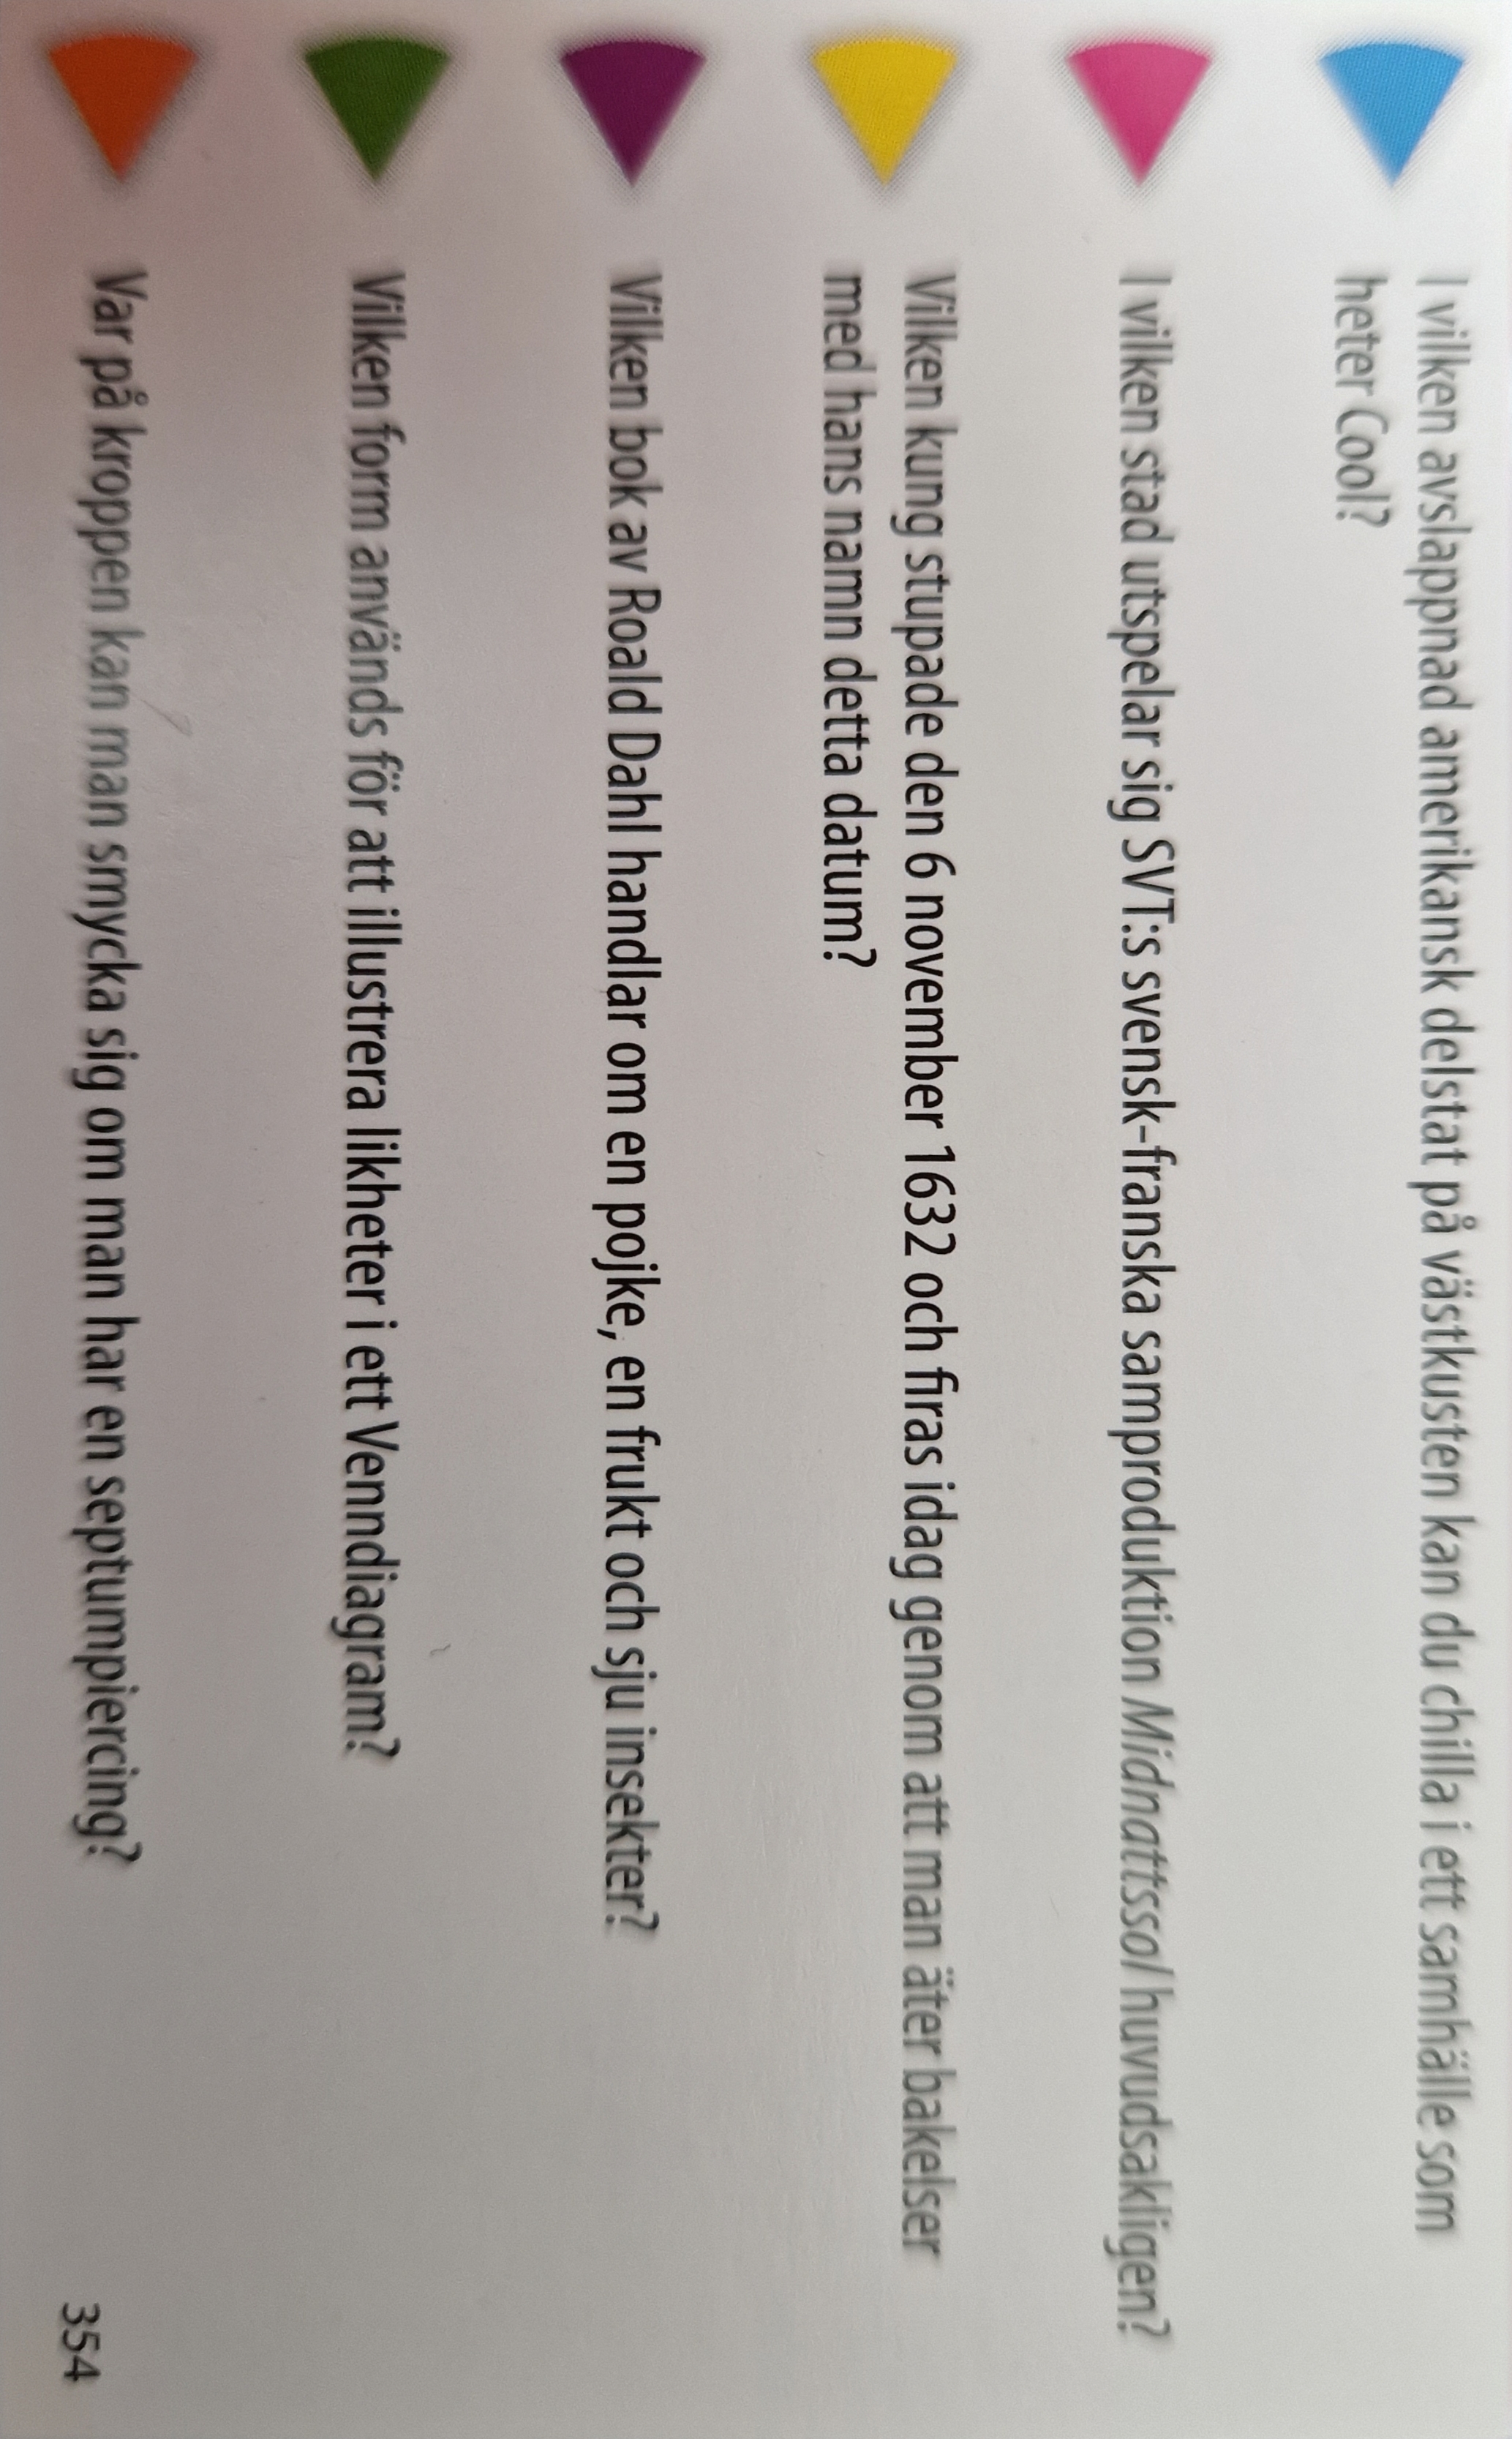 I vilken avslappnad amerikansk delstat på västkusten kan du chilla i ett samhälle som
heter Cool?
I vilken stad utspelar sig SVT:s svensk-franska samproduktion Midnattssol huvudsakligen?
Vilken kung stupade den 6 november 1632 och firas idag genom att man äter bakelser
med hans namn detta datum?
Vilken bok av Roald Dahl handlar om en pojke, en frukt och sju insekter?
Vilken form används för att illustrera likheter i ett Venndiagram?
Var på kroppen kan man smycka sig om man har en septumpiercing?
354